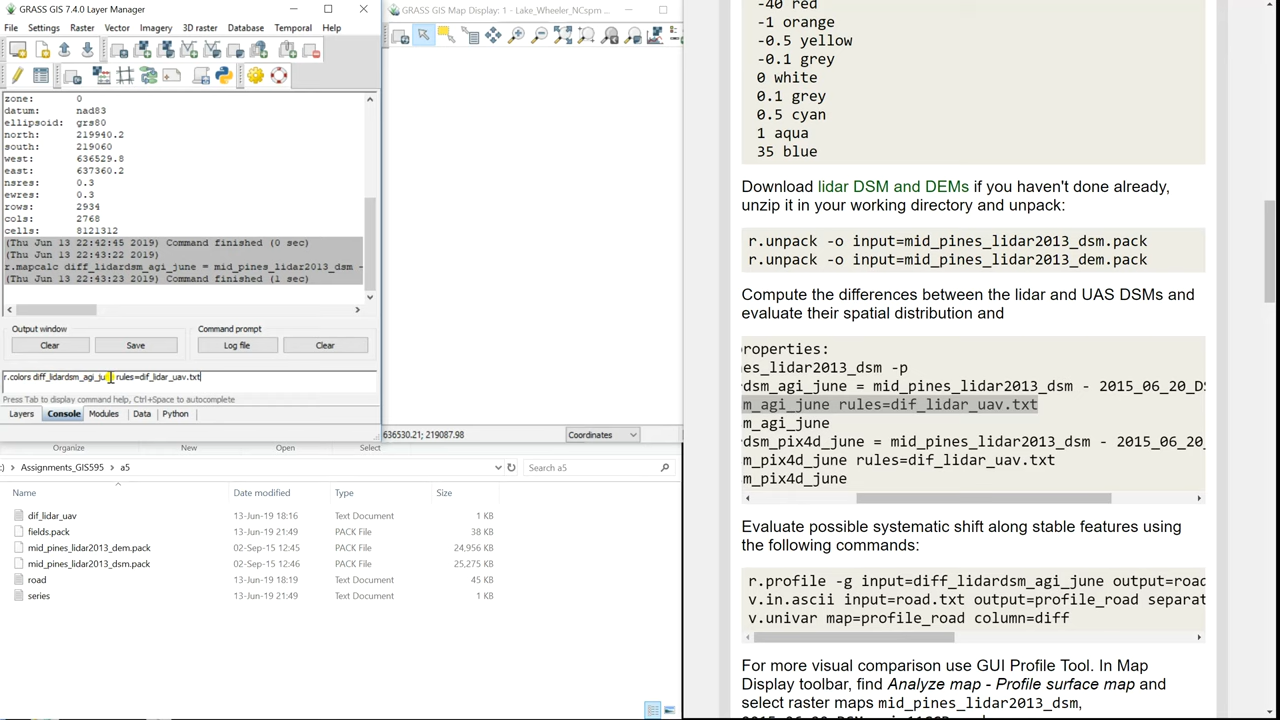 GRASS GIS 7.4.0 Layer Manager
File Settings Raster Vector Imagery 3D raster Database Temporal Help
zone: 0
datum: nad83
ellipsoid: grs80
north: 219940.2
south: 219060
west: 636529.8
east: 637360.2
nsres: 0.3
ewres: 0.3
rows: 2934
cols: 2768
cells: 8121312
(Thu Jun 13 22:42:45 2019) Command finished (0 sec)
(Thu Jun 13 22:43:22 2019)
r.mapcalc diff_lidardsm_agi_june = mid_pines_lidar2013_dsm -
(Thu Jun 13 22:43:23 2019) Command finished (1 sec)
Output window Command prompt
Clear Save Log file Clear
r.colors diff_lidardsm_agi_june rules=dif_lidar_uav.txt
Press Tab to display command help, Ctrl+Space to autocomplete
Layers Console Modules Data Python
GRASS GIS Map Display: 1 - Lake_Wheeler_NCspm
636530.21; 219087.98 Coordinates
Organize New Open Select
Assignments_GIS595 > a5 Search a5
Name Date modified Type Size
dif_lidar_uav 13-Jun-19 18:16 Text Document 1 KB
fields.pack 13-Jun-19 21:49 PACK File 38 KB
mid_pines_lidar2013_dem.pack 02-Sep-15 12:45 PACK File 24,956 KB
mid_pines_lidar2013_dsm.pack 02-Sep-15 12:46 PACK File 25,275 KB
road 13-Jun-19 18:19 Text Document 45 KB
series 13-Jun-19 21:49 Text Document 1 KB
-40 red
-1 orange
-0.5 yellow
-0.1 grey
0 white
0.1 grey
0.5 cyan
1 aqua
35 blue
Download lidar DSM and DEMs if you haven't done already,
unzip it in your working directory and unpack:
r.unpack -o input=mid_pines_lidar2013_dsm.pack
r.unpack -o input=mid_pines_lidar2013_dem.pack
Compute the differences between the lidar and UAS DSMs and
evaluate their spatial distribution and
properties:
nes_lidar2013_dsm -p
rdsm_agi_june = mid_pines_lidar2013_dsm - 2015_06_20_DS
m_agi_june rules=dif_lidar_uav.txt
m_agi_june
rdsm_pix4d_june = mid_pines_lidar2013_dsm - 2015_06_20_
m_pix4d_june rules=dif_lidar_uav.txt
m_pix4d_june
Evaluate possible systematic shift along stable features using
the following commands:
r.profile -g input=diff_lidardsm_agi_june output=road
v.in.ascii input=road.txt output=profile_road separat
v.univar map=profile_road column=diff
For more visual comparison use GUI Profile Tool. In Map
Display toolbar, find Analyze map - Profile surface map and
select raster maps mid_pines_lidar2013_dsm,